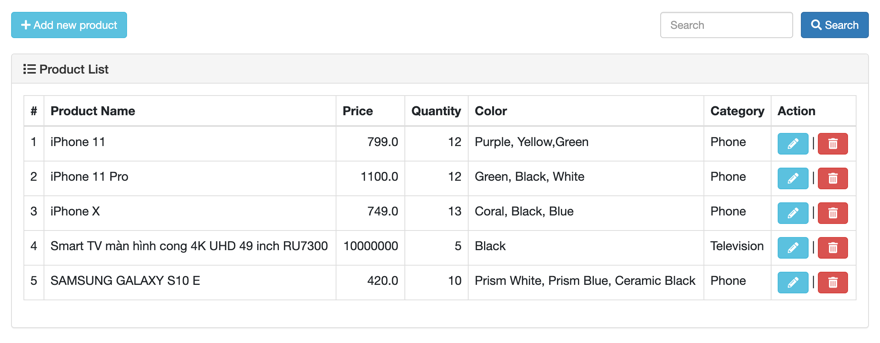 Add new product Search Search
Product List
# Product Name Price Quantity Color Category Action
1 iPhone 11 799.0 12 Purple, Yellow,Green Phone |
2 iPhone 11 Pro 1100.0 12 Green, Black, White Phone |
3 iPhone X 749.0 13 Coral, Black, Blue Phone |
4 Smart TV màn hình cong 4K UHD 49 inch RU7300 10000000 5 Black Television |
5 SAMSUNG GALAXY S10 E 420.0 10 Prism White, Prism Blue, Ceramic Black Phone |